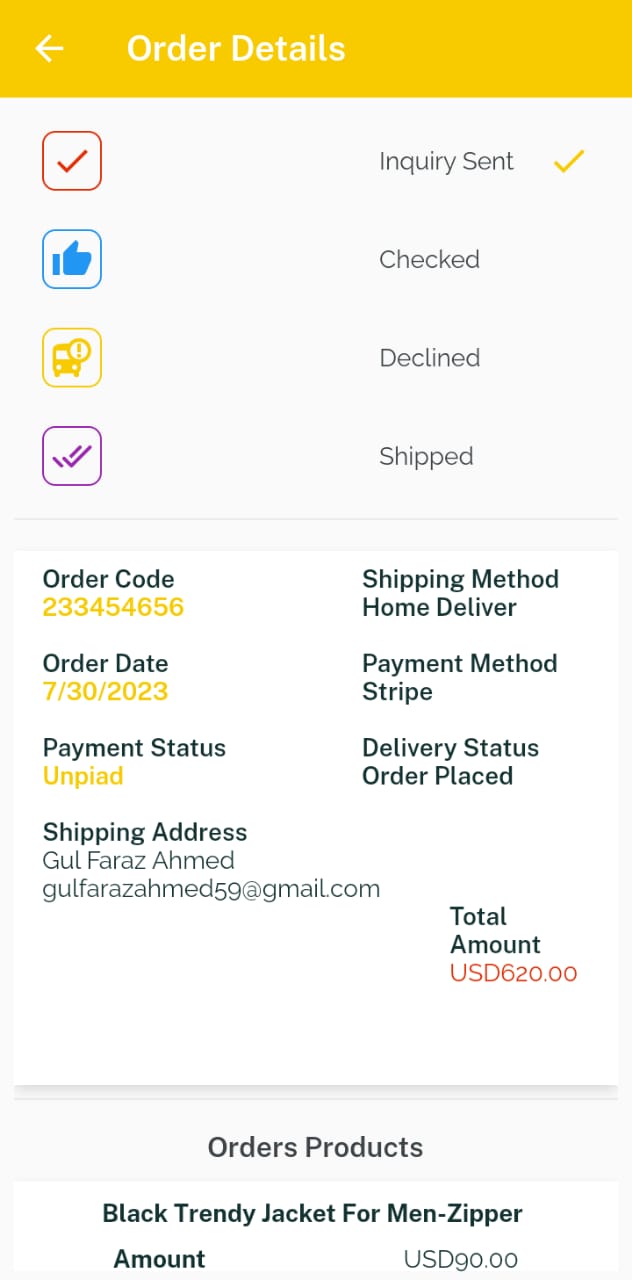 Order Details
Inquiry Sent
Checked
Declined
Shipped
Order Code
233454656
Shipping Method
Home Deliver
Order Date
7/30/2023
Payment Method
Stripe
Payment Status
Unpiad
Delivery Status
Order Placed
Shipping Address
Gul Faraz Ahmed
gulfarazahmed59@gmail.com
Total
Amount
USD620.00
Orders Products
Black Trendy Jacket For Men-Zipper
Amount USD90.00